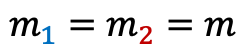 m₁ = m₂ = m